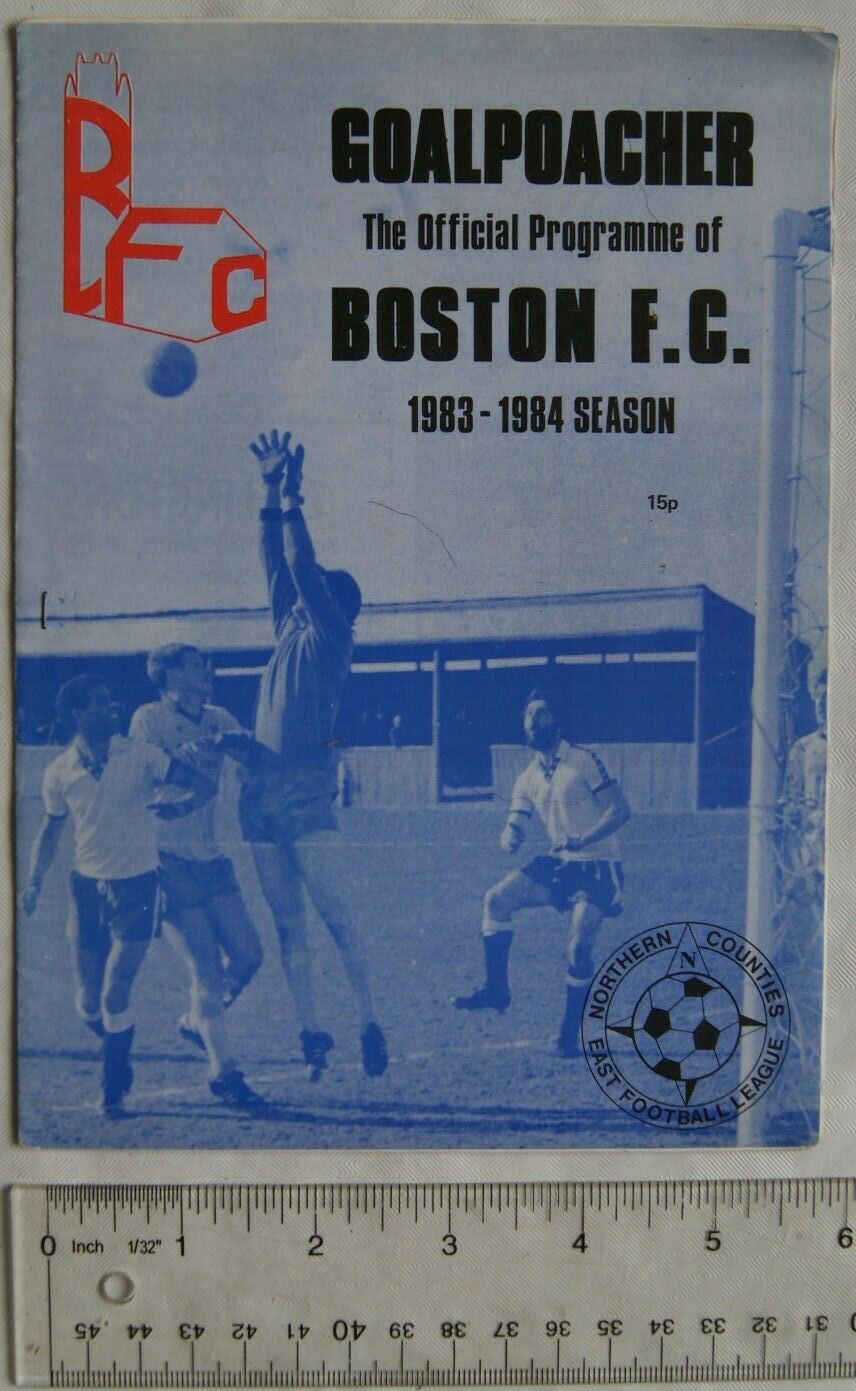 BFC
GOALPOACHER
The Official Programme of
BOSTON F.C.
1983 - 1984 SEASON
15p
NORTHERN COUNTIES
N
EAST FOOTBALL LEAGUE
0 Inch 1/32" 1 2 3 4 5 6
45 44 43 42 41 40 39 38 37 36 35 34 33 32 31